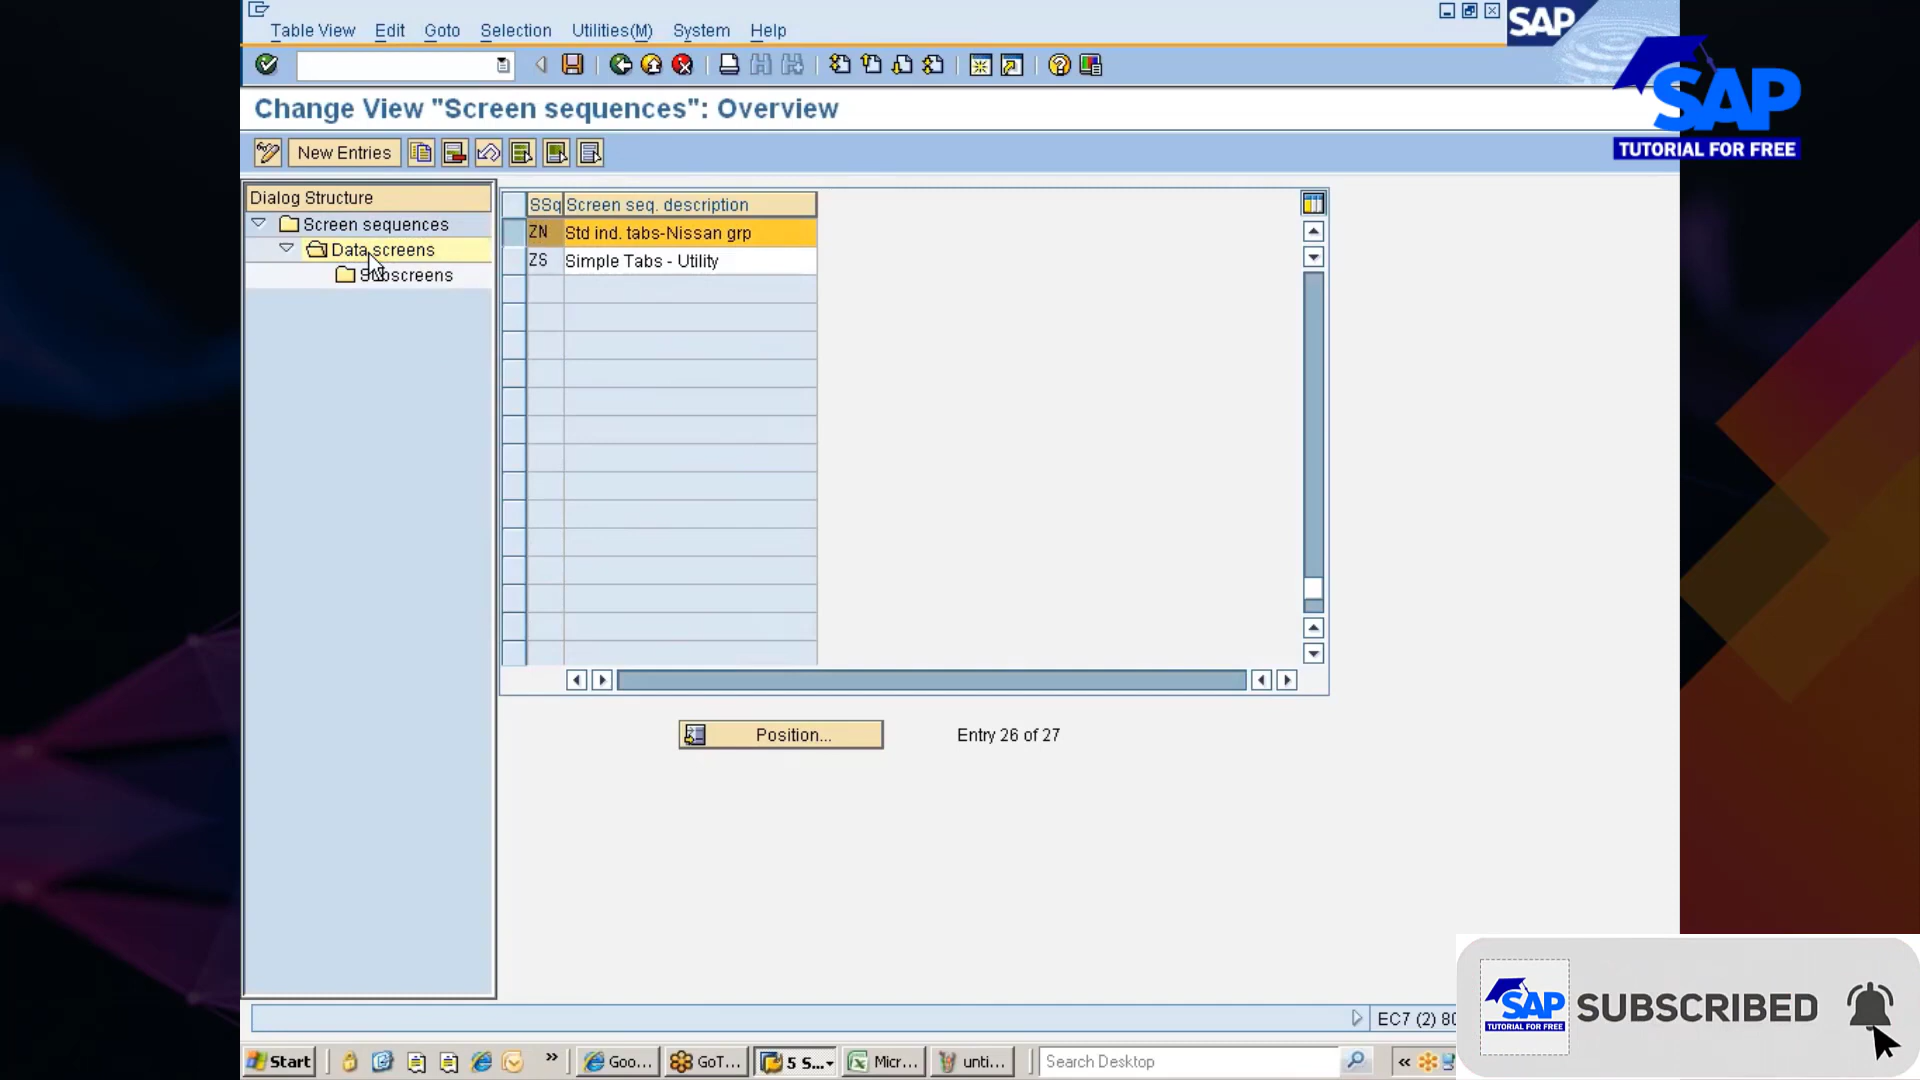 Table View Edit Goto Selection Utilities(M) System Help
SAP
SAP
TUTORIAL FOR FREE
Change View "Screen sequences": Overview
New Entries
Dialog Structure
Screen sequences
Data screens
Subscreens
SSq Screen seq. description
ZN Std ind. tabs-Nissan grp
ZS Simple Tabs - Utility
Position...
Entry 26 of 27
EC7 (2) 80
SAP
TUTORIAL FOR FREE
SUBSCRIBED
Start » Goo... GoT... 5 S... Micr... unti... Search Desktop «